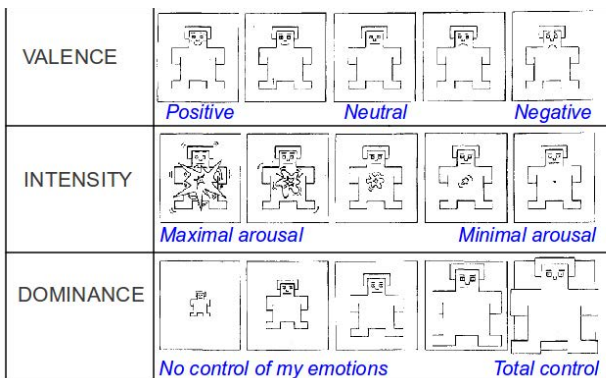 VALENCE
Positive Neutral Negative
INTENSITY
Maximal arousal Minimal arousal
DOMINANCE
No control of my emotions Total control